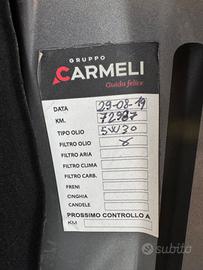 GRUPPO
CARMELI
Guida felice
DATA 29-08-19
KM. 72987
TIPO OLIO 5W30
FILTRO OLIO
FILTRO ARIA
FILTRO CLIMA
FILTRO CARB.
FRENI
CINGHIA
CANDELE
PROSSIMO CONTROLLO A
KM
subito